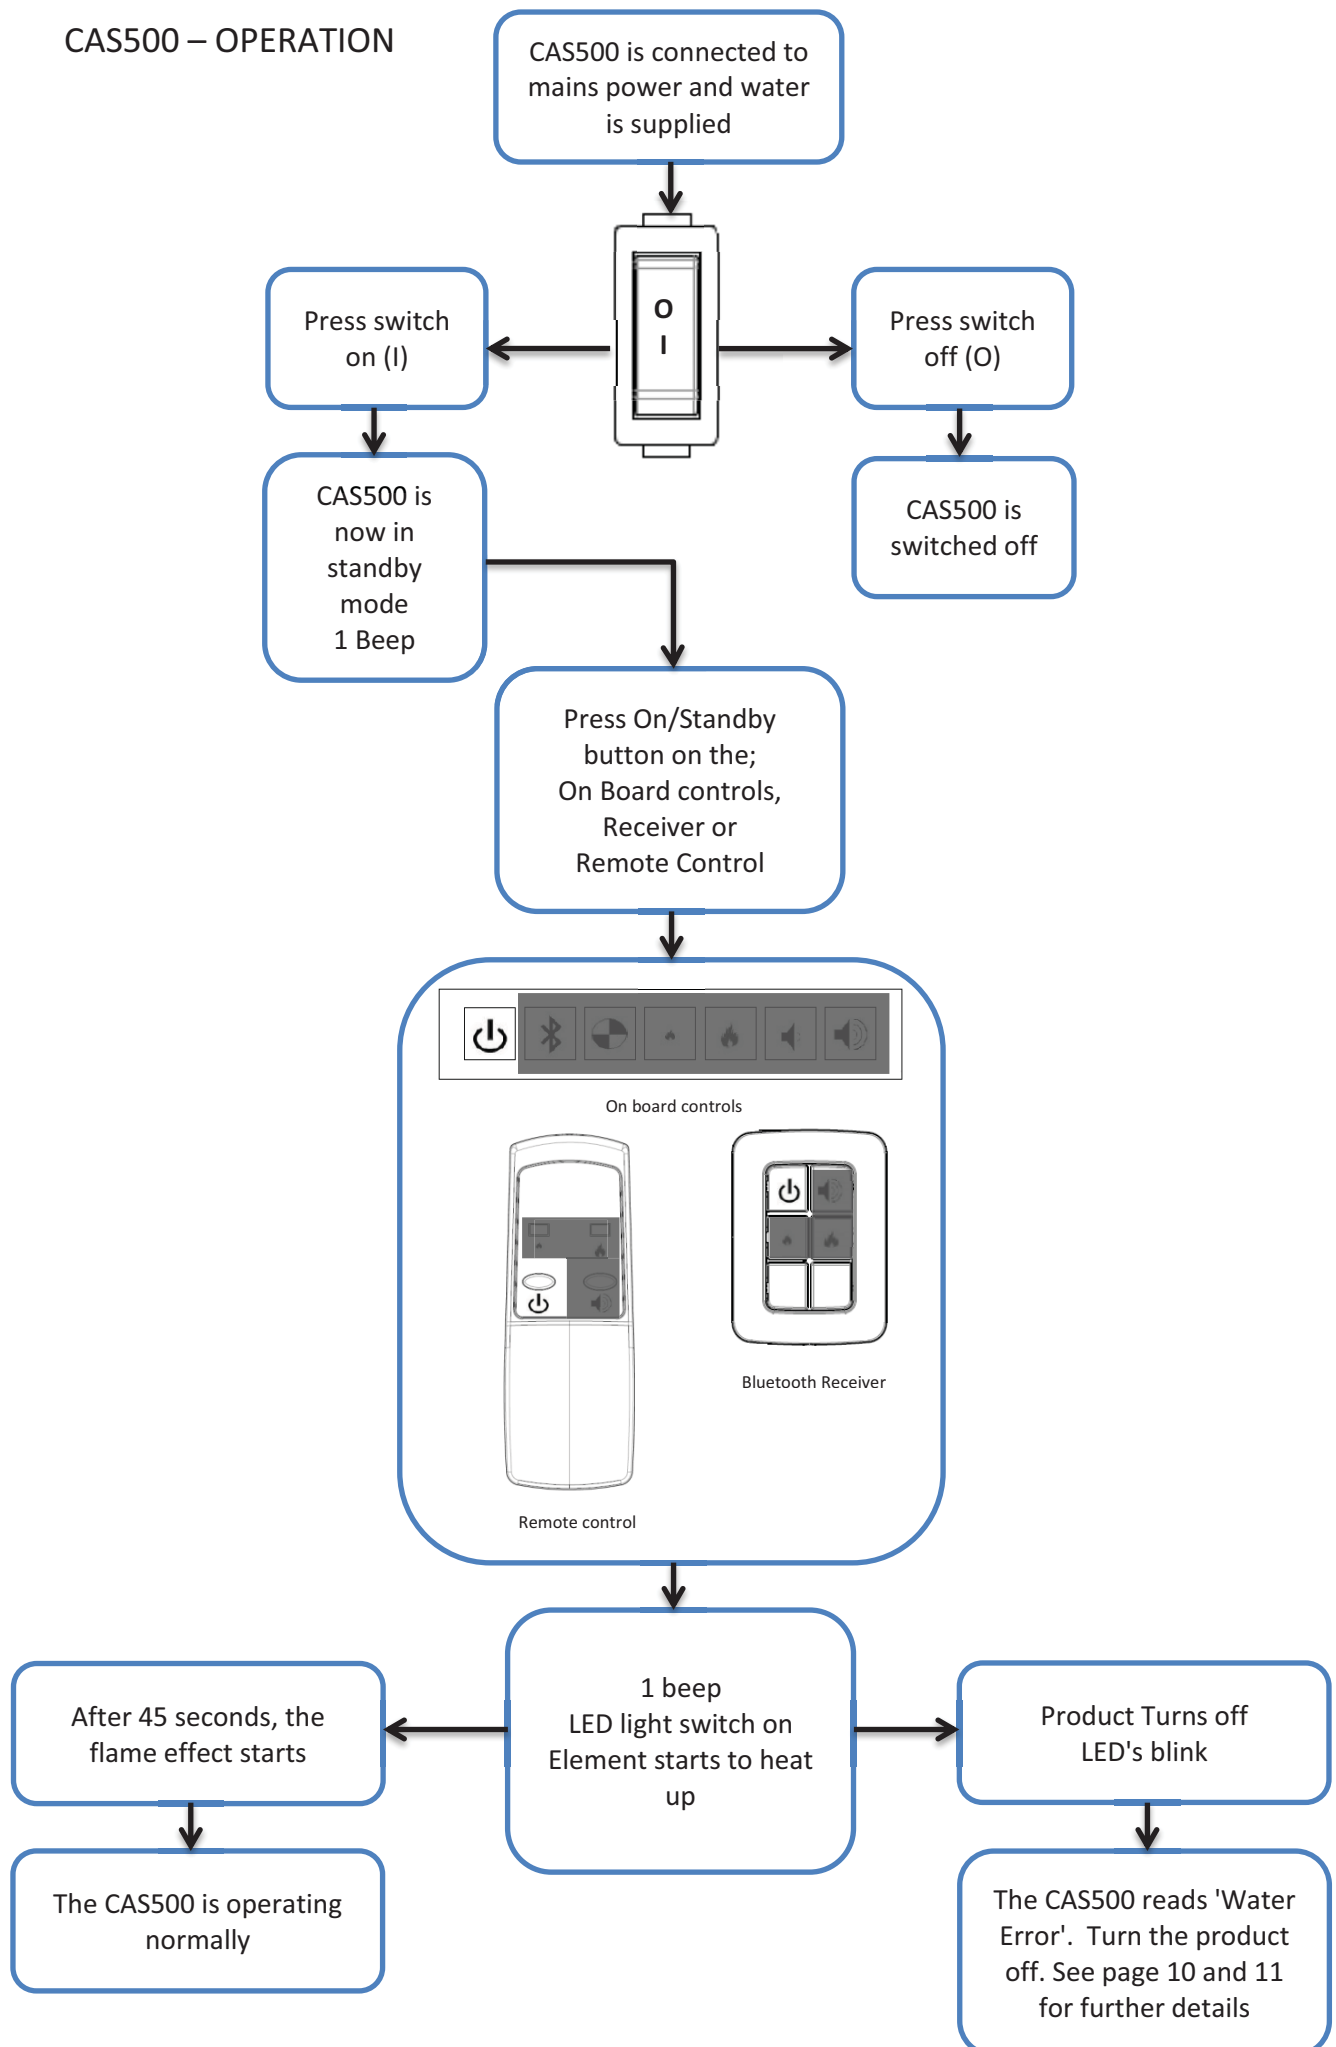 CAS500 – OPERATION
CAS500 is connected to
mains power and water
is supplied
O
I
Press switch
on (I)
Press switch
off (O)
CAS500 is
now in
standby
mode
1 Beep
CAS500 is
switched off
Press On/Standby
button on the;
On Board controls,
Receiver or
Remote Control
On board controls
Bluetooth Receiver
Remote control
1 beep
LED light switch on
Element starts to heat
up
After 45 seconds, the
flame effect starts
Product Turns off
LED's blink
The CAS500 is operating
normally
The CAS500 reads 'Water
Error'.  Turn the product
off. See page 10 and 11
for further details